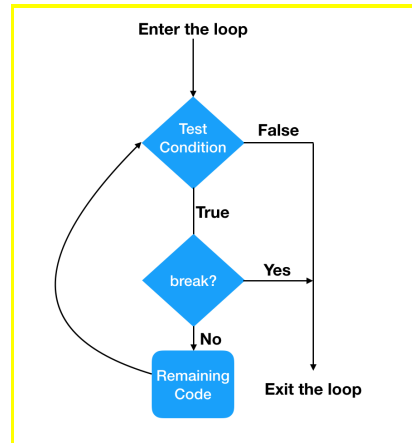 Enter the loop
Test
Condition
False
True
break?
Yes
No
Remaining
Code
Exit the loop